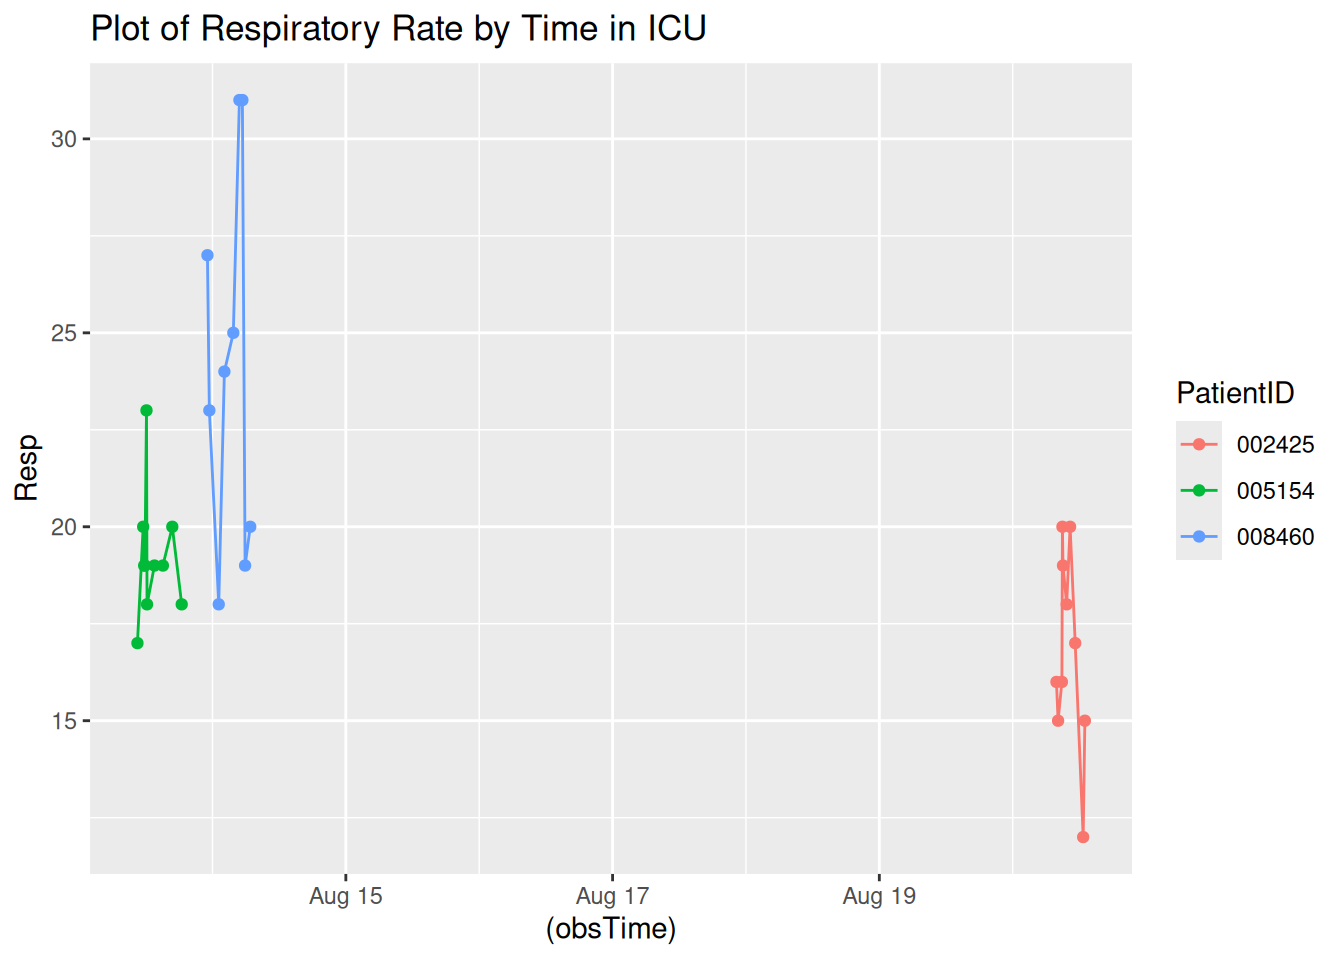 Plot of Respiratory Rate by Time in ICU
Resp
30
25
20
15
Aug 15
Aug 17
Aug 19
(obsTime)
PatientID
002425
005154
008460